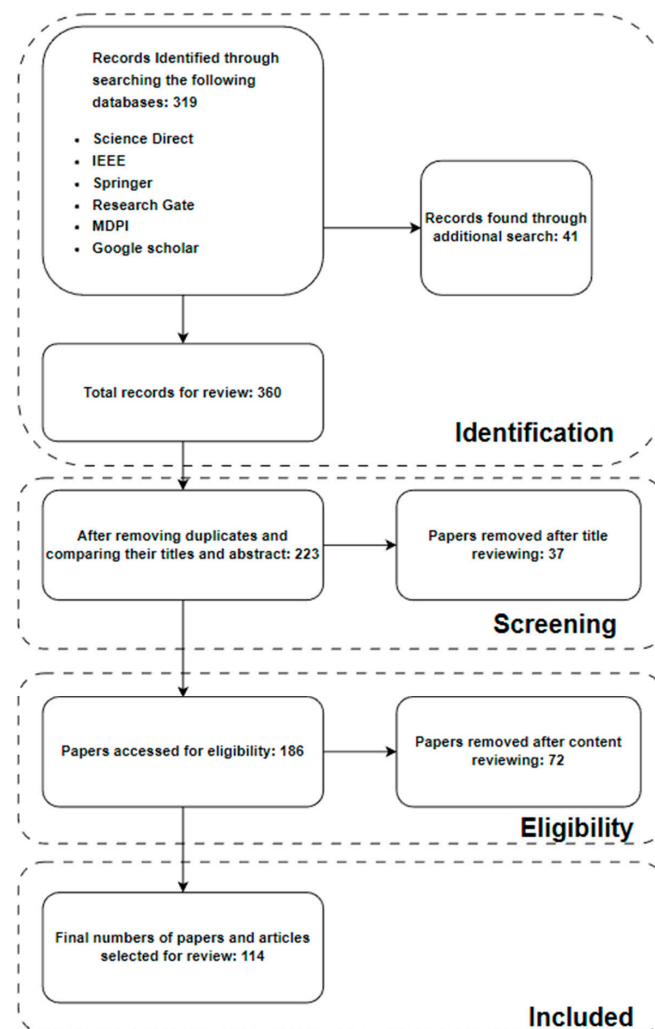 Records Identified through
searching the following
databases: 319
• Science Direct
• IEEE
• Springer
• Research Gate
• MDPI
• Google scholar
Records found through
additional search: 41
Total records for review: 360
Identification
After removing duplicates and
comparing their titles and abstract: 223
Papers removed after title
reviewing: 37
Screening
Papers accessed for eligibility: 186
Papers removed after content
reviewing: 72
Eligibility
Final numbers of papers and articles
selected for review: 114
Included